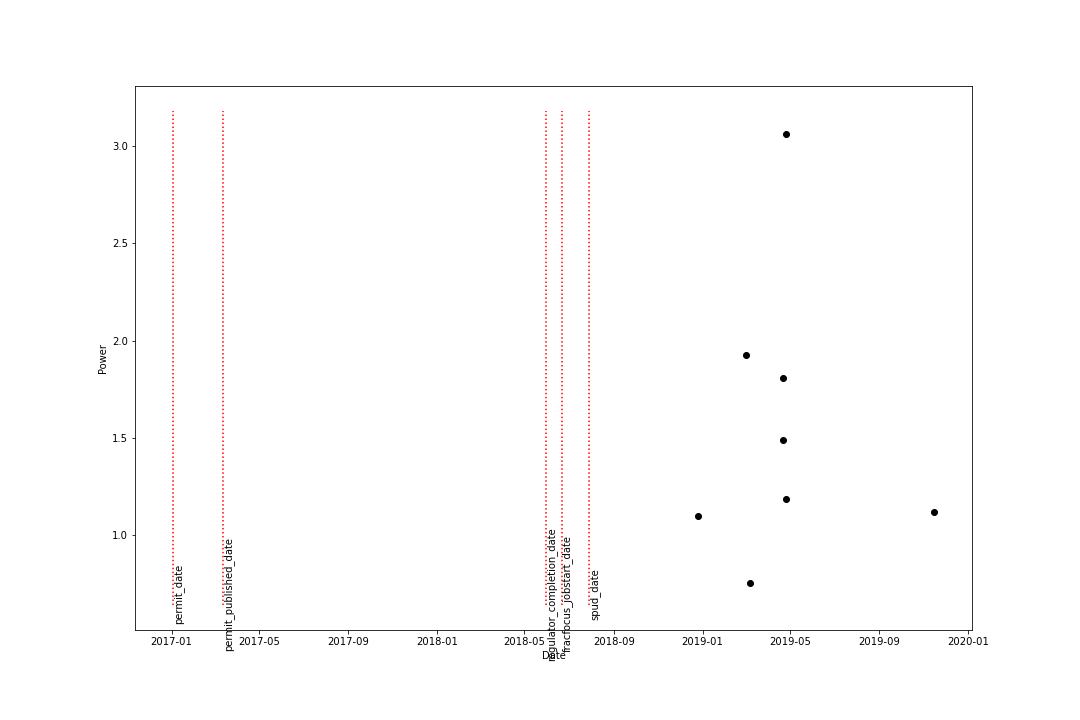 3.0
2.5
2.0
1.5
1.0
Power
permit_date
permit_published_date
regulator_completion_date
fracfocus_jobstart_date
spud_date
2017-01
2017-05
2017-09
2018-01
2018-05
2018-09
2019-01
2019-05
2019-09
2020-01
Date